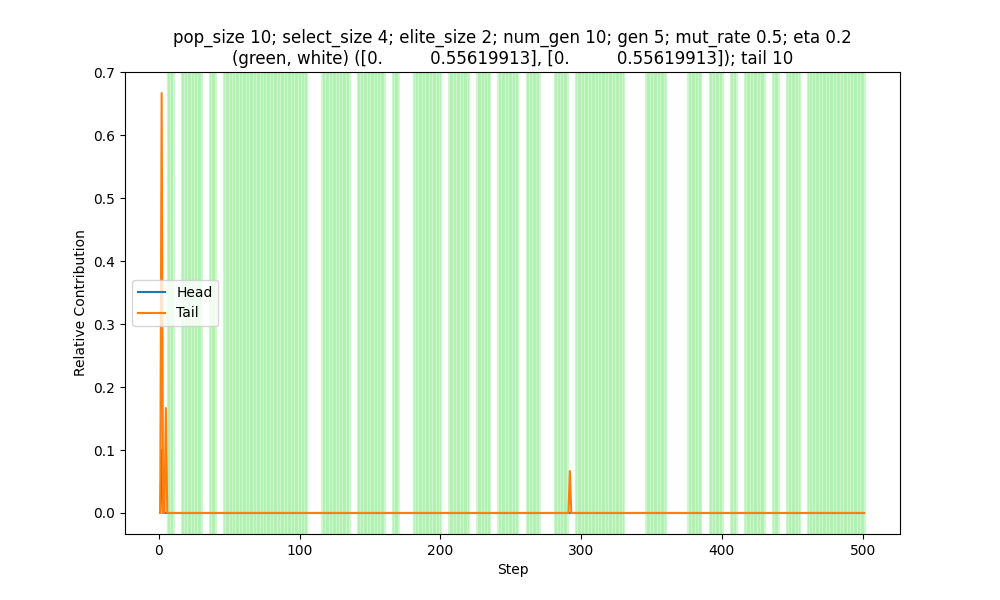 pop_size 10; select_size 4; elite_size 2; num_gen 10; gen 5; mut_rate 0.5; eta 0.2
(green, white) ([0.          0.55619913], [0.          0.55619913]); tail 10
0.7
0.6
0.5
0.4
0.3
0.2
0.1
0.0
Relative Contribution
Head
Tail
0 100 200 300 400 500
Step